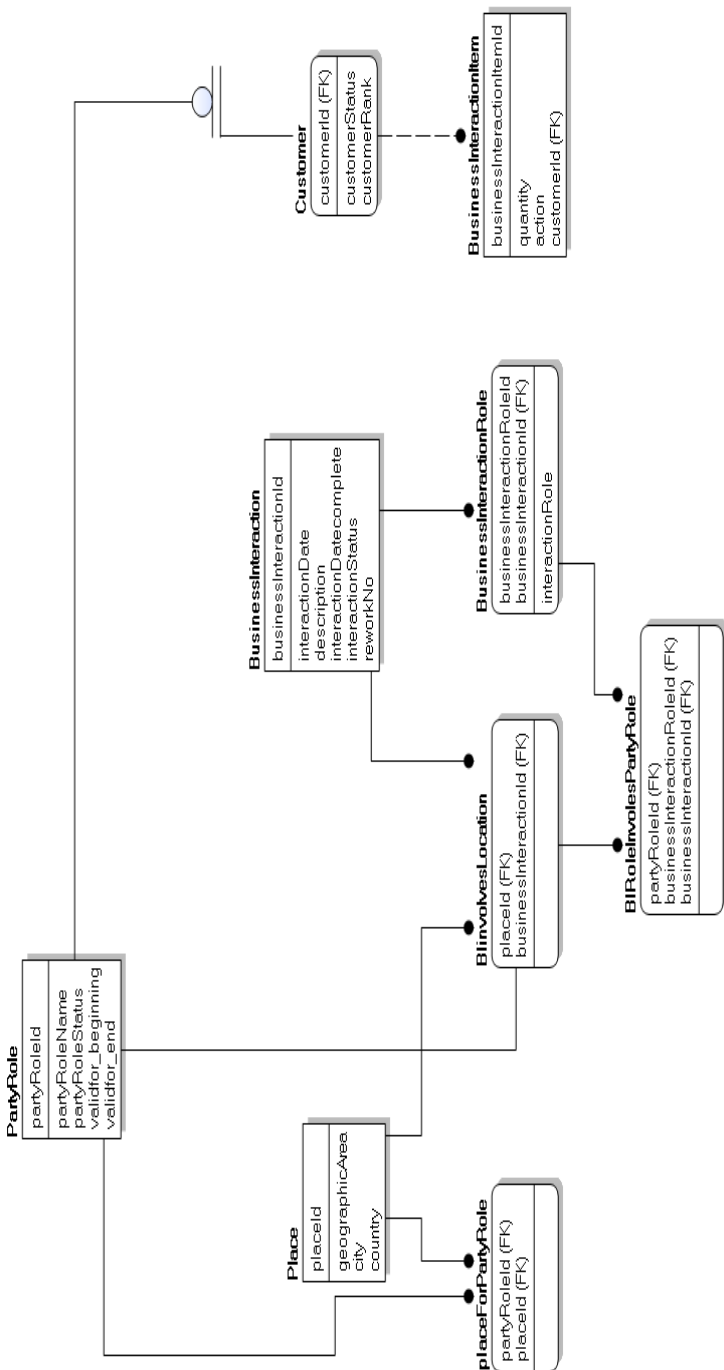 PartyRole
partyRoleId
partyRoleName
partyRoleStatus
validfor_beginning
validfor_end
Place
placeId
geographicArea
city
country
placeForPartyRole
partyRoleId (FK)
placeId (FK)
BusinessInteraction
businessInteractionId
interactionDate
description
interactionDatecomplete
interactionStatus
reworkNo
BIinvolvesLocation
placeId (FK)
businessInteractionId (FK)
BusinessInteractionRole
businessInteractionRoleId
businessInteractionId (FK)
interactionRole
BIRoleInvolesPartyRole
partyRoleId (FK)
businessInteractionRoleId (FK)
businessInteractionId (FK)
Customer
customerId (FK)
customerStatus
customerRank
BusinessInteractionItem
businessInteractionItemId
quantity
action
customerId (FK)